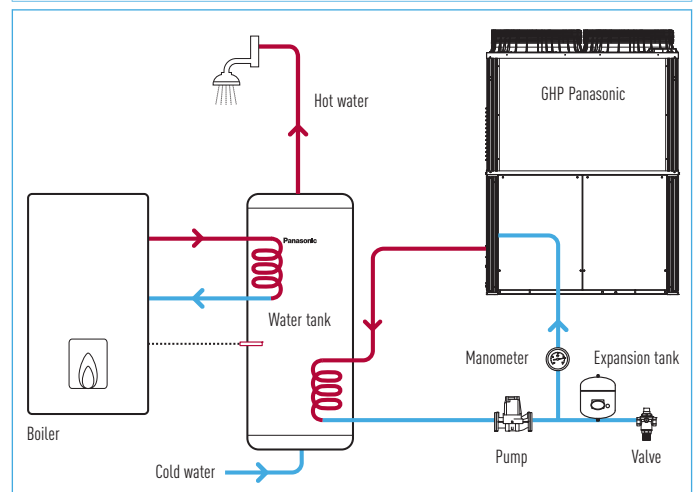 Hot water
GHP Panasonic
Panasonic
Water tank
Manometer
Expansion tank
Boiler
Pump
Valve
Cold water